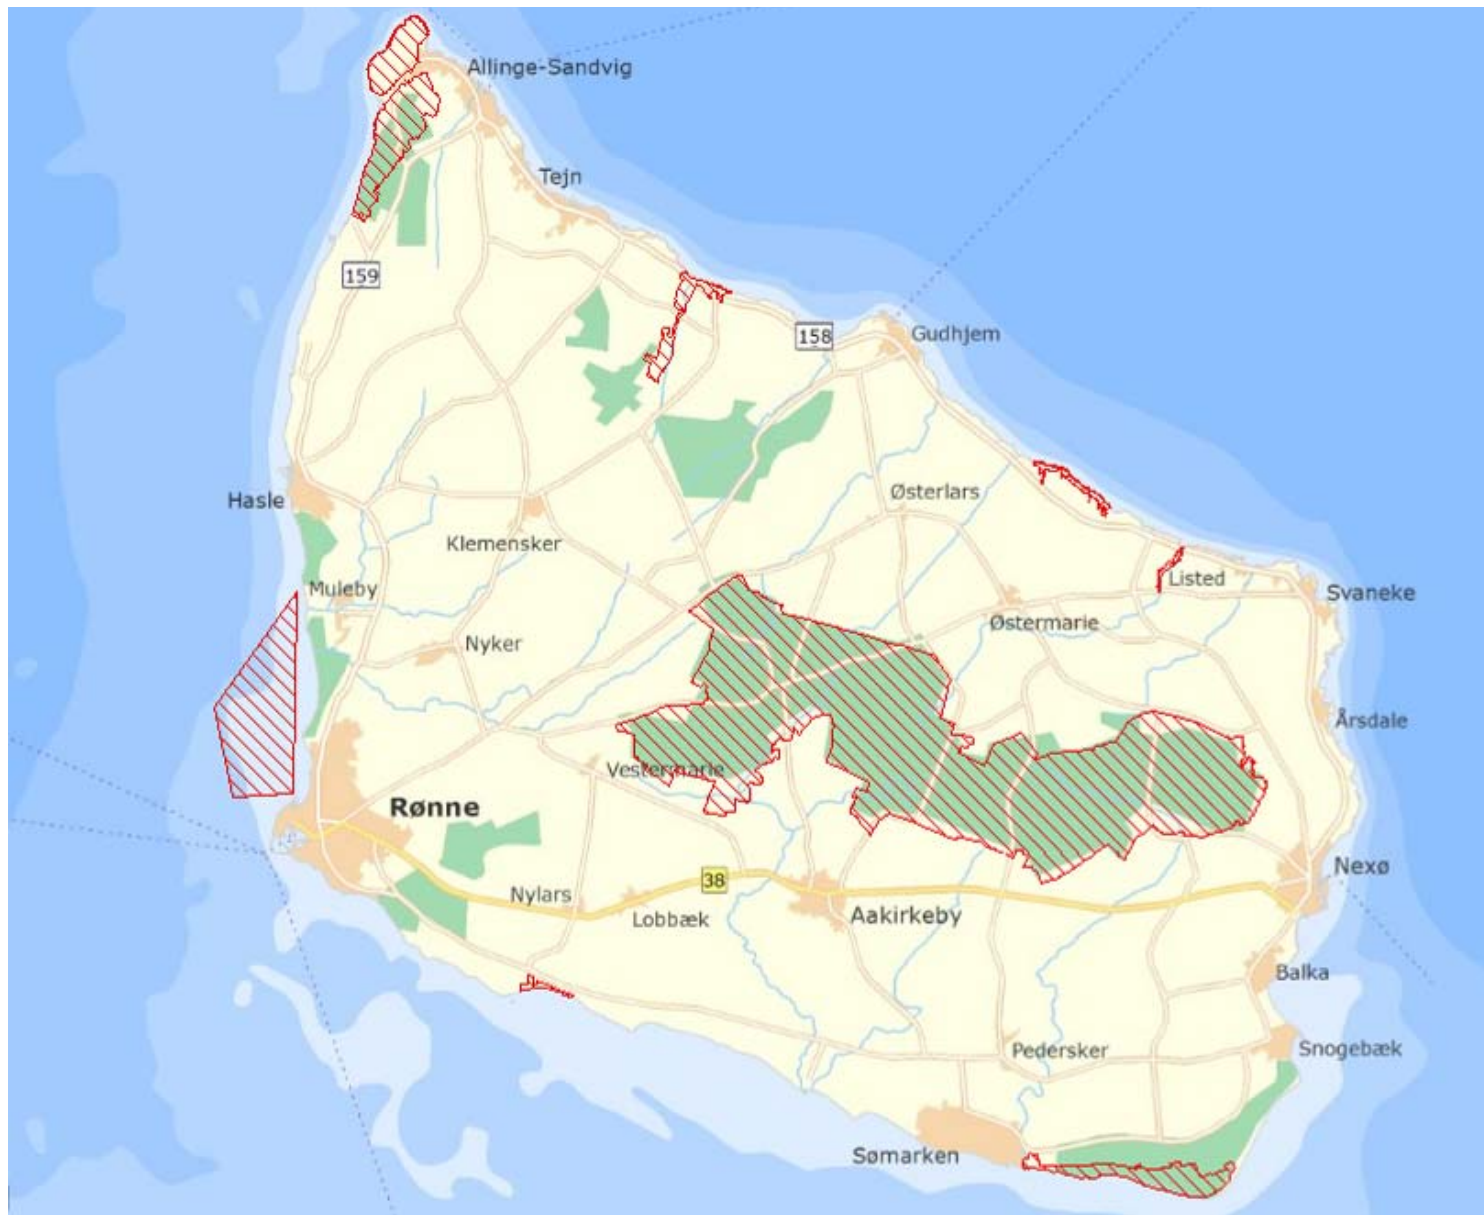 Allinge-Sandvig
Tejn
159
158
Gudhjem
Hasle
Østerlars
Klemensker
Muleby
Listed
Svaneke
Østermarie
Nyker
Årsdale
Vestermarie
Rønne
Nexø
38
Nylars
Lobbæk
Aakirkeby
Balka
Pedersker
Snogebæk
Sømarken